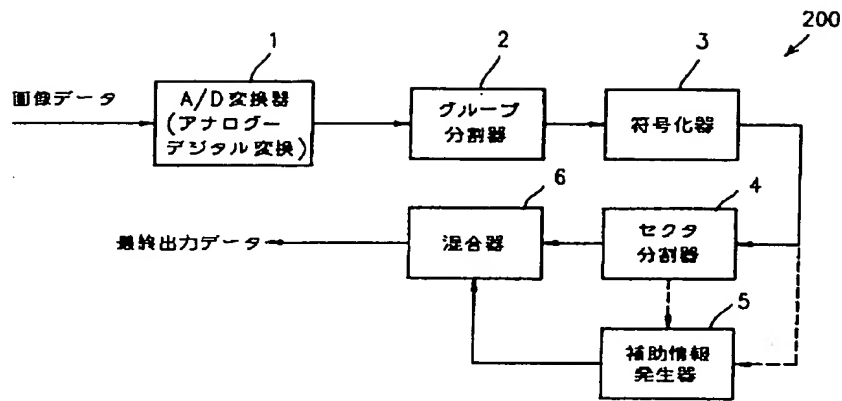 200
1
2
3
画像データ
A/D変換器
(アナログー
デジタル変換)
グループ
分割器
符号化器
6
4
最終出力データ
混合器
セクタ
分割器
5
補助情報
発生器